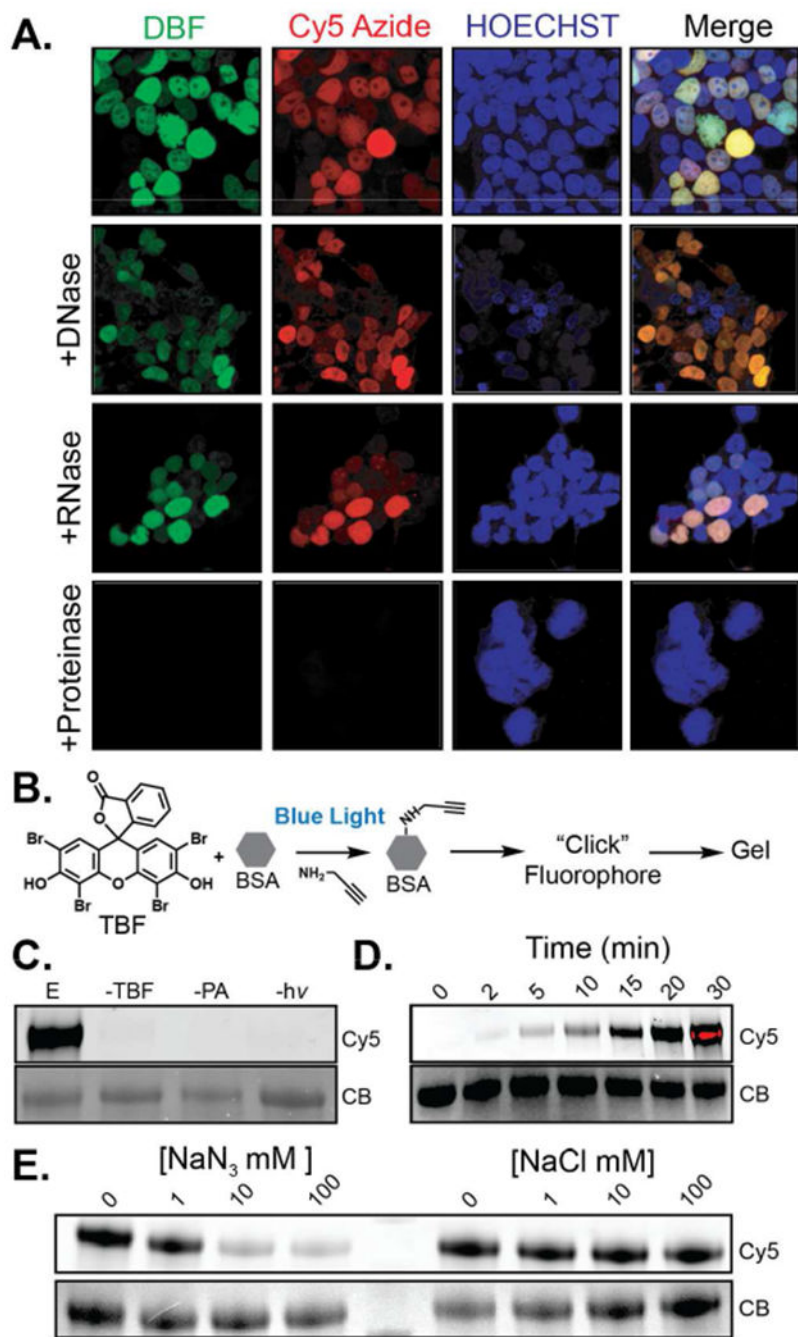 A.
DBF Cy5 Azide HOECHST Merge
+DNase
+RNase
+Proteinase
B.
O
O
Br Br
HO O OH
Br Br
TBF
+
BSA
Blue Light
NH₂
NH
BSA
"Click"
Fluorophore
Gel
C.
E -TBF -PA -hν
Cy5
CB
D.
Time (min)
0 2 5 10 15 20 30
Cy5
CB
E.
[NaN₃ mM ] [NaCl mM]
0 1 10 100 0 1 10 100
Cy5
CB